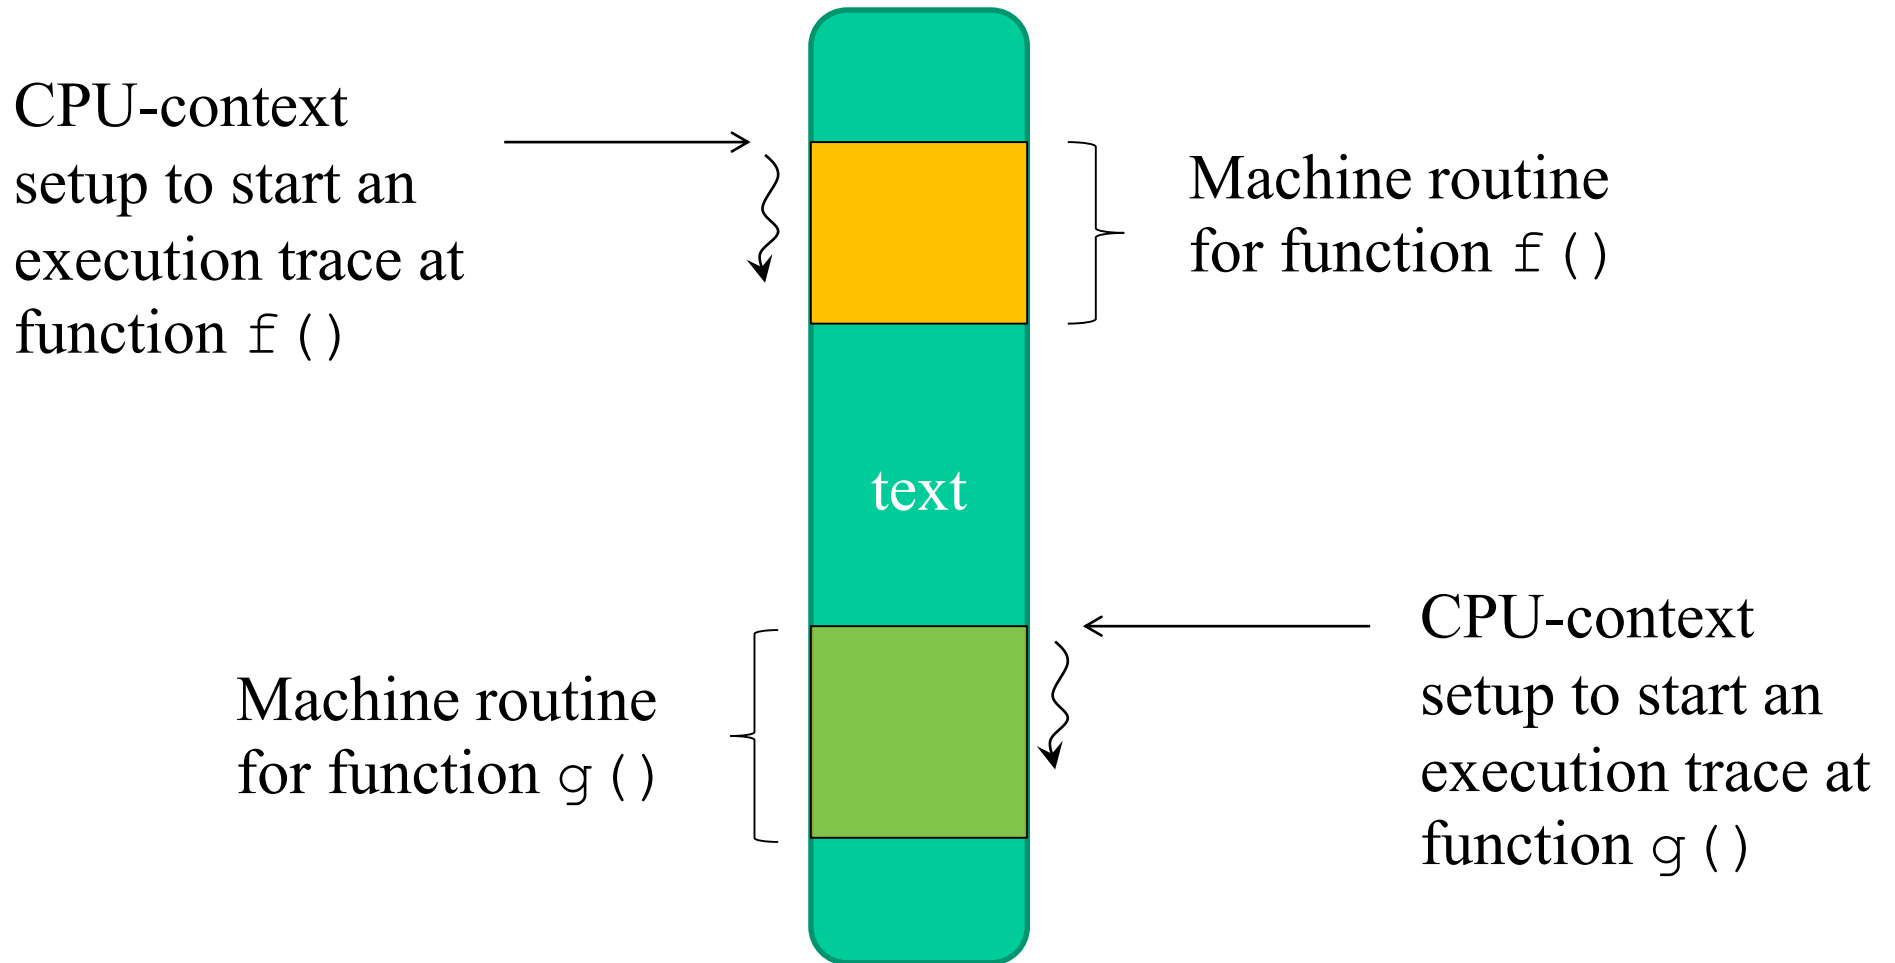 CPU-context
setup to start an
execution trace at
function f()
Machine routine
for function f()
text
Machine routine
for function g()
CPU-context
setup to start an
execution trace at
function g()